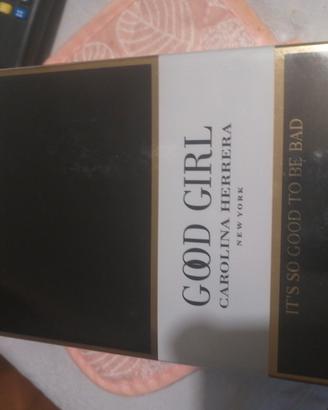 GOOD GIRL
CAROLINA HERRERA
NEW YORK
IT'S SO GOOD TO BE BAD